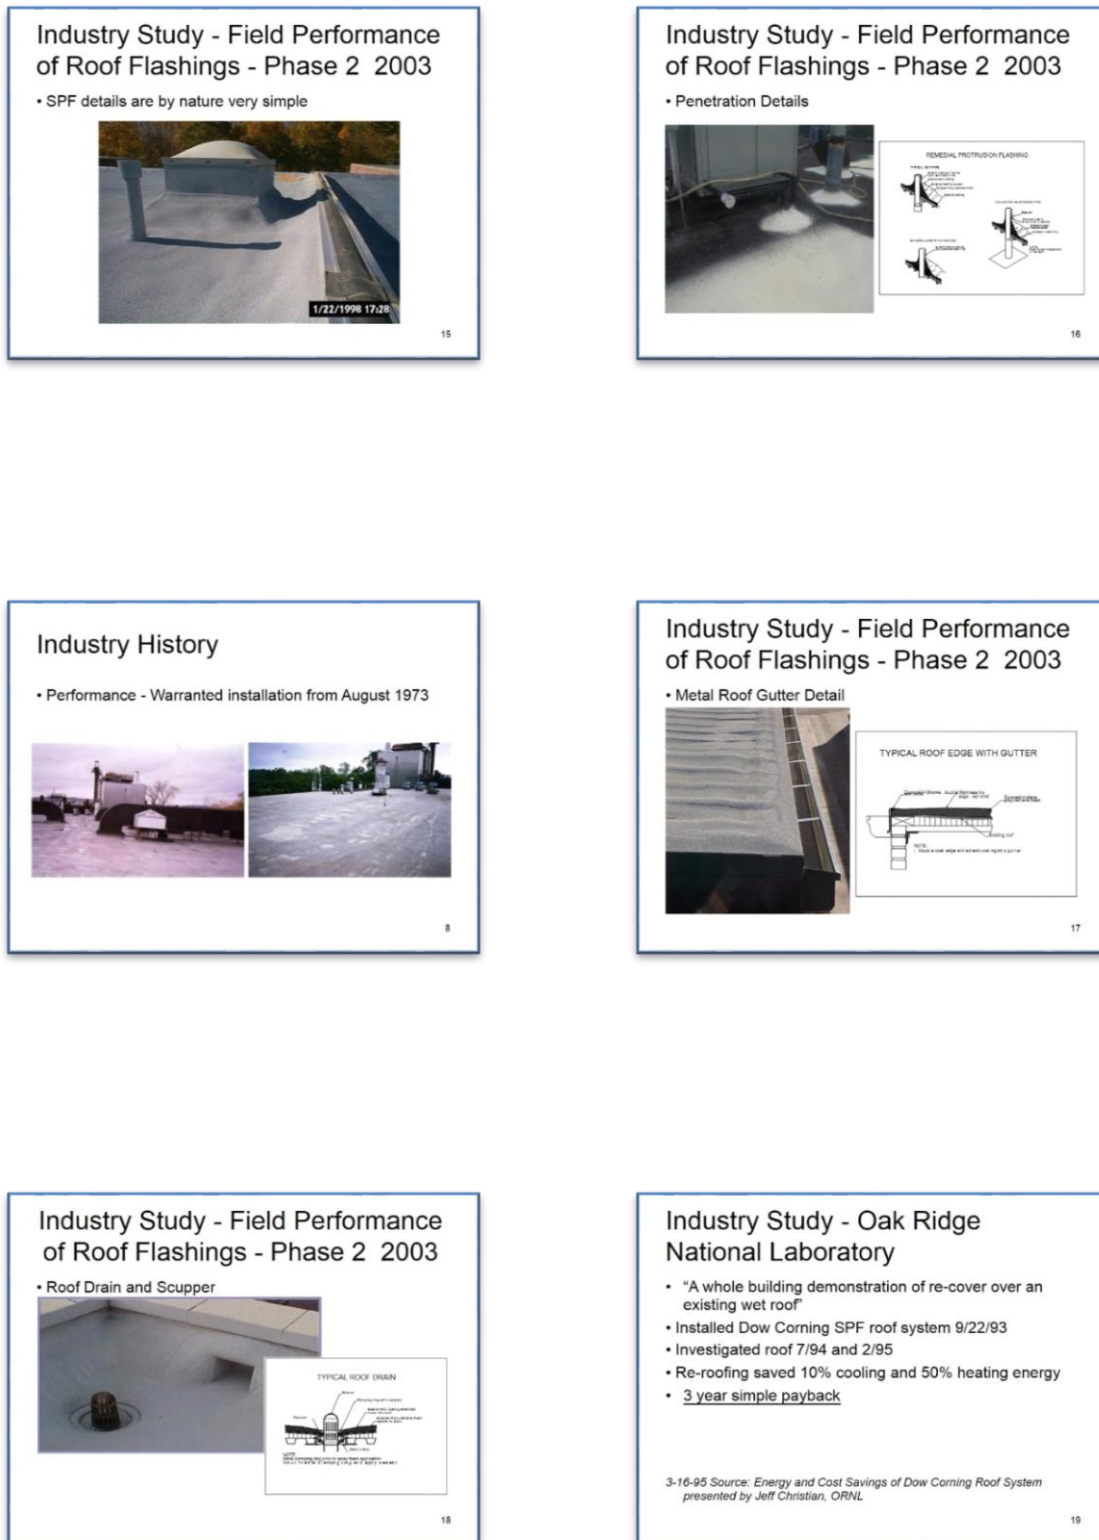 Industry Study - Field Performance
of Roof Flashings - Phase 2 2003
• SPF details are by nature very simple
1/22/1998 17:28
15
Industry Study - Field Performance
of Roof Flashings - Phase 2 2003
• Penetration Details
REMEDIAL PROTRUSION FLASHING
16
Industry History
• Performance - Warranted installation from August 1973
8
Industry Study - Field Performance
of Roof Flashings - Phase 2 2003
• Metal Roof Gutter Detail
TYPICAL ROOF EDGE WITH GUTTER
Existing roof
NOTE:
17
Industry Study - Field Performance
of Roof Flashings - Phase 2 2003
• Roof Drain and Scupper
TYPICAL ROOF DRAIN
NOTE:
18
Industry Study - Oak Ridge
National Laboratory
• “A whole building demonstration of re-cover over an
existing wet roof”
• Installed Dow Corning SPF roof system 9/22/93
• Investigated roof 7/94 and 2/95
• Re-roofing saved 10% cooling and 50% heating energy
• 3 year simple payback
3-16-95 Source: Energy and Cost Savings of Dow Corning Roof System
presented by Jeff Christian, ORNL
19